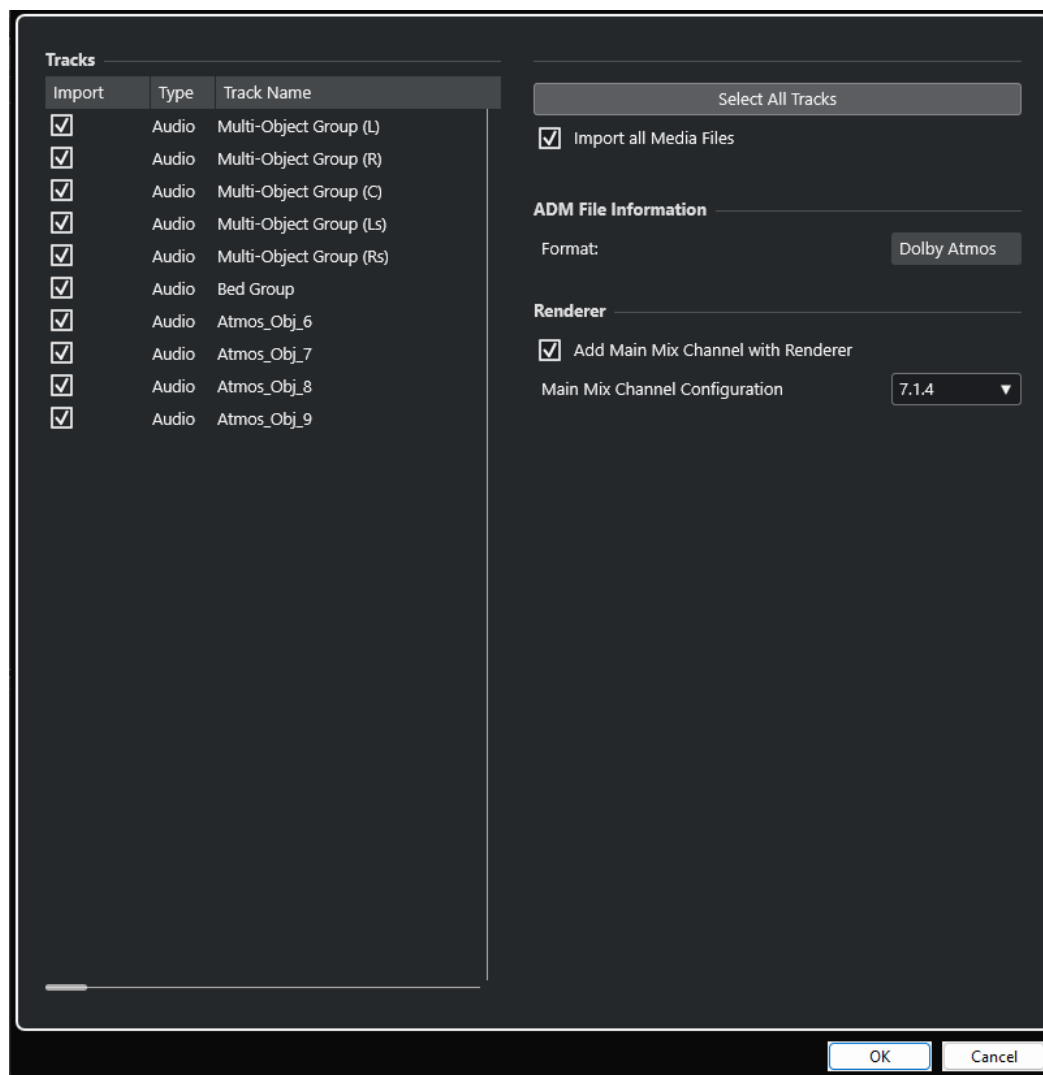 Tracks
Import Type Track Name
Audio Multi-Object Group (L)
Audio Multi-Object Group (R)
Audio Multi-Object Group (C)
Audio Multi-Object Group (Ls)
Audio Multi-Object Group (Rs)
Audio Bed Group
Audio Atmos_Obj_6
Audio Atmos_Obj_7
Audio Atmos_Obj_8
Audio Atmos_Obj_9
Select All Tracks
Import all Media Files
ADM File Information
Format: Dolby Atmos
Renderer
Add Main Mix Channel with Renderer
Main Mix Channel Configuration 7.1.4
OK Cancel